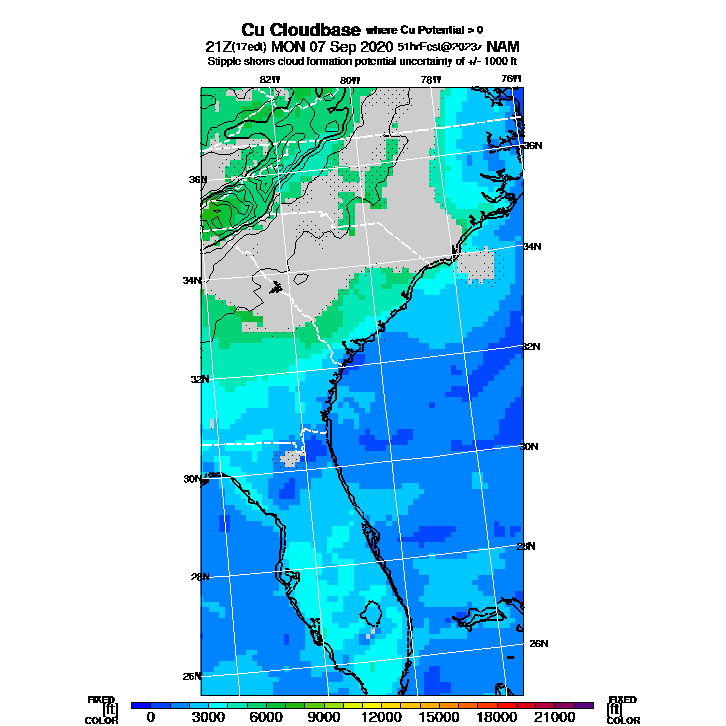 Cu Cloudbase where Cu Potential > 0
21Z(17edt) MON 07 Sep 2020 51hrFcst@2023z NAM
Stipple shows cloud formation potential uncertainty of +/- 1000 ft
82W 80W 78W 76W
36N
36N
34N
34N
32N
32N
30N
30N
28N
28N
26N
26N
FIXED
[ft]
COLOR
0 3000 6000 9000 12000 15000 18000 21000
FIXED
[ft]
COLOR